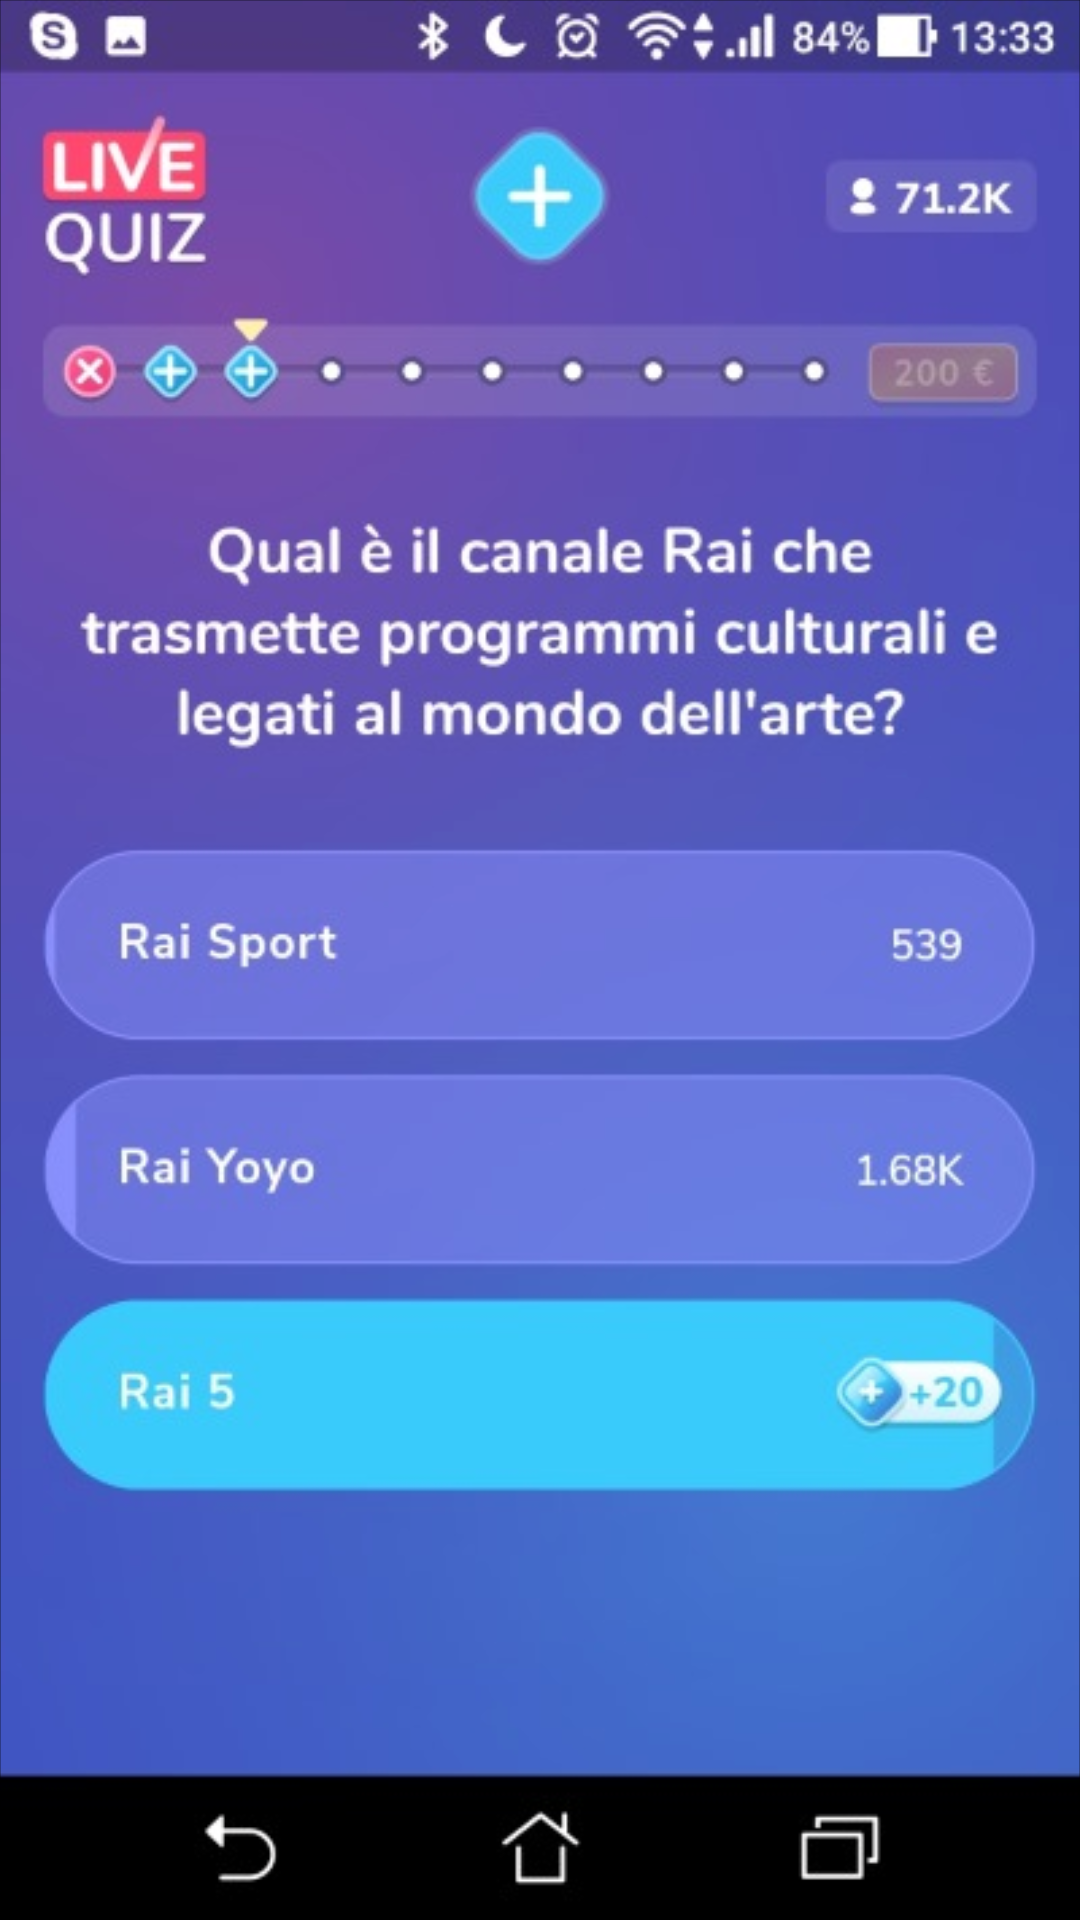 84% 13:33
LIVE
QUIZ
71.2K
200 €
Qual è il canale Rai che
trasmette programmi culturali e
legati al mondo dell'arte?
Rai Sport 539
Rai Yoyo 1.68K
Rai 5 +20